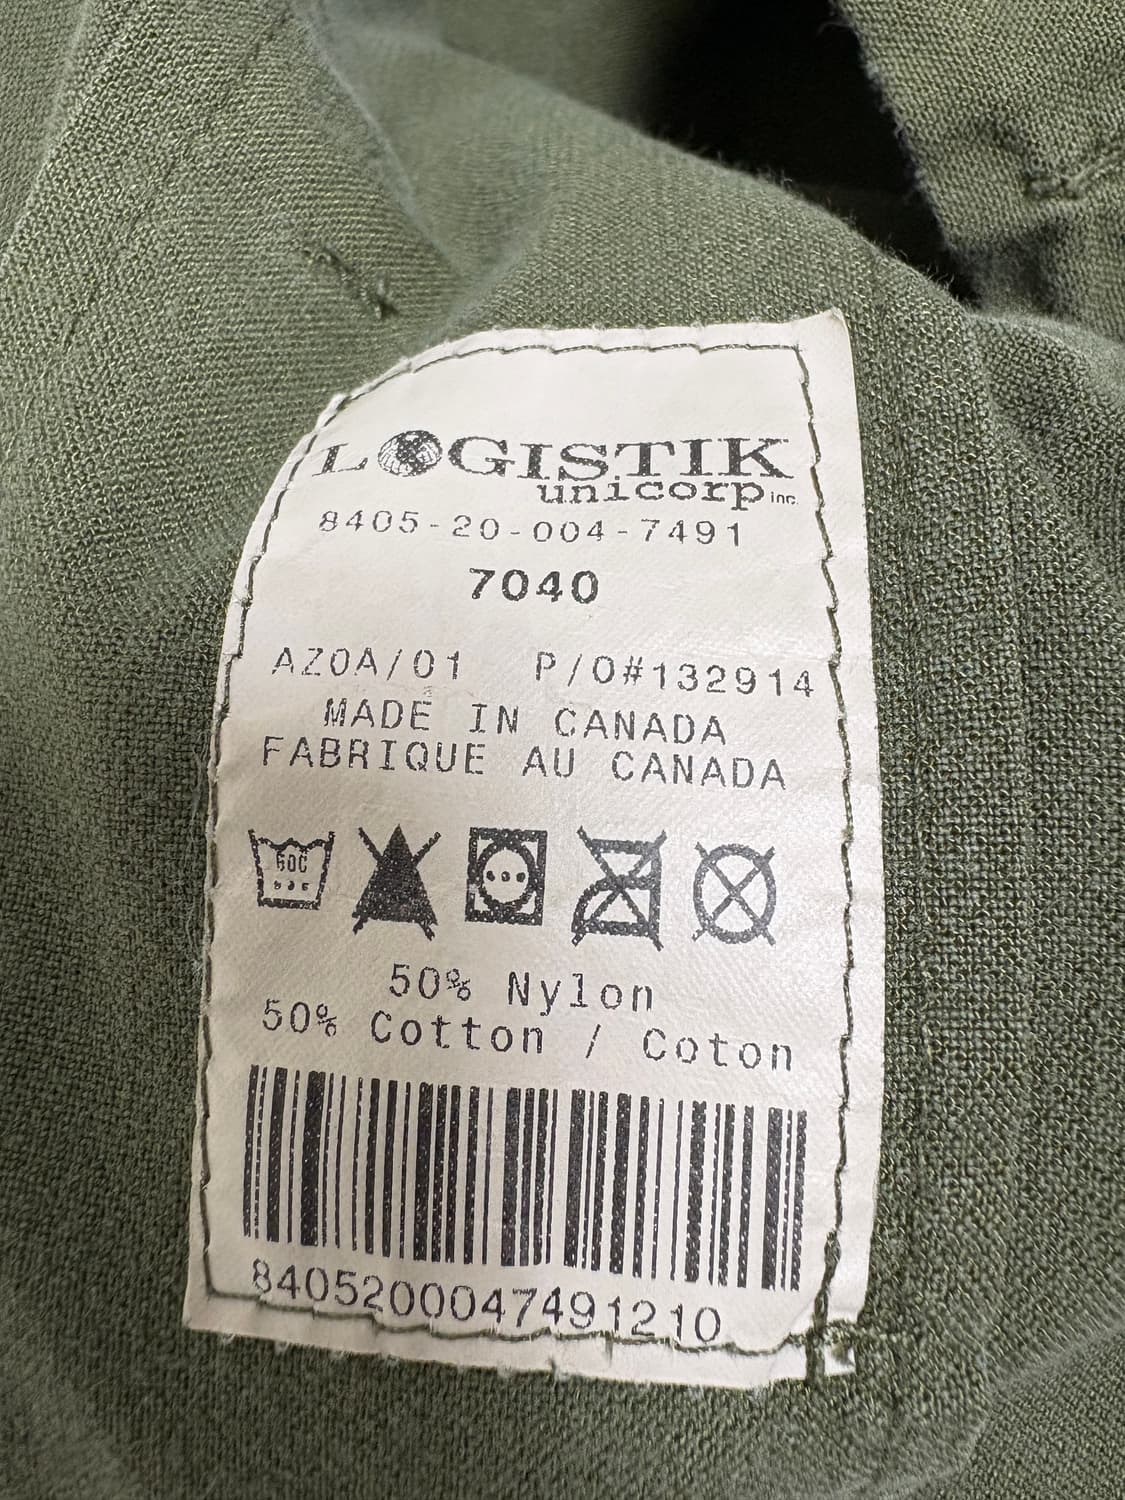 LOGISTIK
unicorp inc.
8405-20-004-7491
7040
AZ0A/01 P/O#132914
MADE IN CANADA
FABRIQUE AU CANADA
60C
50% Nylon
50% Cotton / Coton
8405200047491210